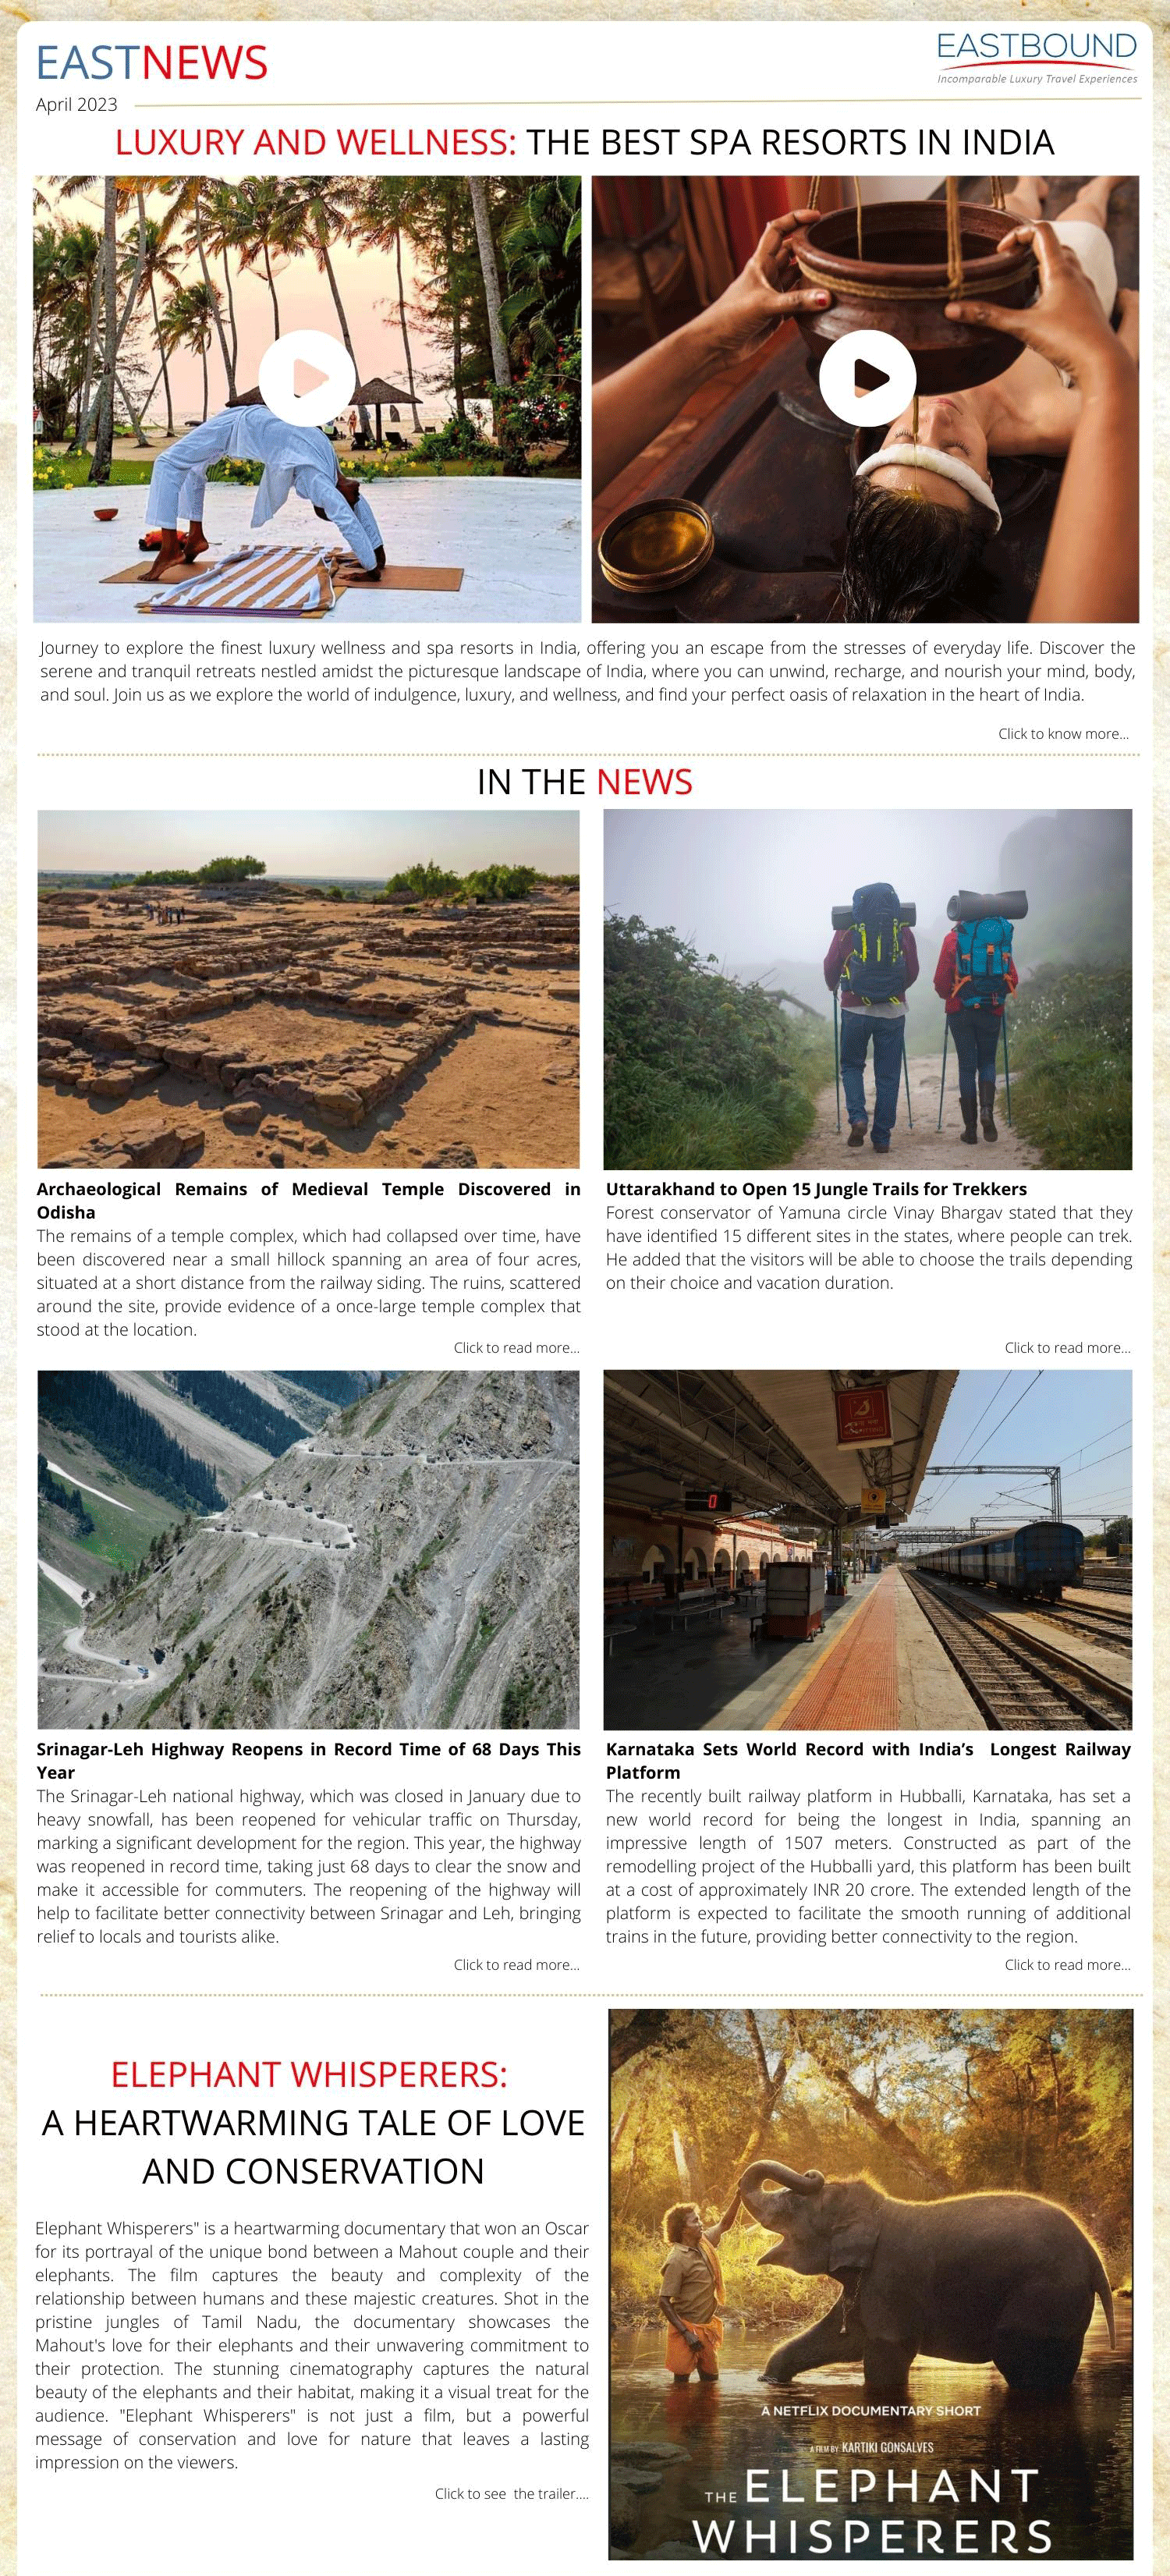 EASTNEWS
EASTBOUND
Incomparable Luxury Travel Experiences
April 2023
LUXURY AND WELLNESS: THE BEST SPA RESORTS IN INDIA
Journey to explore the finest luxury wellness and spa resorts in India, offering you an escape from the stresses of everyday life. Discover the
serene and tranquil retreats nestled amidst the picturesque landscape of India, where you can unwind, recharge, and nourish your mind, body,
and soul. Join us as we explore the world of indulgence, luxury, and wellness, and find your perfect oasis of relaxation in the heart of India.
Click to know more...
IN THE NEWS
Archaeological Remains of Medieval Temple Discovered in
Odisha
The remains of a temple complex, which had collapsed over time, have
been discovered near a small hillock spanning an area of four acres,
situated at a short distance from the railway siding. The ruins, scattered
around the site, provide evidence of a once-large temple complex that
stood at the location.
Click to read more...
Uttarakhand to Open 15 Jungle Trails for Trekkers
Forest conservator of Yamuna circle Vinay Bhargav stated that they
have identified 15 different sites in the states, where people can trek.
He added that the visitors will be able to choose the trails depending
on their choice and vacation duration.
Click to read more...
0
Srinagar-Leh Highway Reopens in Record Time of 68 Days This
Year
The Srinagar-Leh national highway, which was closed in January due to
heavy snowfall, has been reopened for vehicular traffic on Thursday,
marking a significant development for the region. This year, the highway
was reopened in record time, taking just 68 days to clear the snow and
make it accessible for commuters. The reopening of the highway will
help to facilitate better connectivity between Srinagar and Leh, bringing
relief to locals and tourists alike.
Click to read more...
Karnataka Sets World Record with India's Longest Railway
Platform
The recently built railway platform in Hubballi, Karnataka, has set a
new world record for being the longest in India, spanning an
impressive length of 1507 meters. Constructed as part of the
remodelling project of the Hubballi yard, this platform has been built
at a cost of approximately INR 20 crore. The extended length of the
platform is expected to facilitate the smooth running of additional
trains in the future, providing better connectivity to the region.
Click to read more...
ELEPHANT WHISPERERS:
A HEARTWARMING TALE OF LOVE
AND CONSERVATION
Elephant Whisperers" is a heartwarming documentary that won an Oscar
for its portrayal of the unique bond between a Mahout couple and their
elephants. The film captures the beauty and complexity of the
relationship between humans and these majestic creatures. Shot in the
pristine jungles of Tamil Nadu, the documentary showcases the
Mahout's love for their elephants and their unwavering commitment to
their protection. The stunning cinematography captures the natural
beauty of the elephants and their habitat, making it a visual treat for the
audience. "Elephant Whisperers" is not just a film, but a powerful
message of conservation and love for nature that leaves a lasting
impression on the viewers.
Click to see the trailer....
A NETFLIX DOCUMENTARY SHORT
A FILM BY KARTIKI GONSALVES
THE ELEPHANT
WHISPERERS